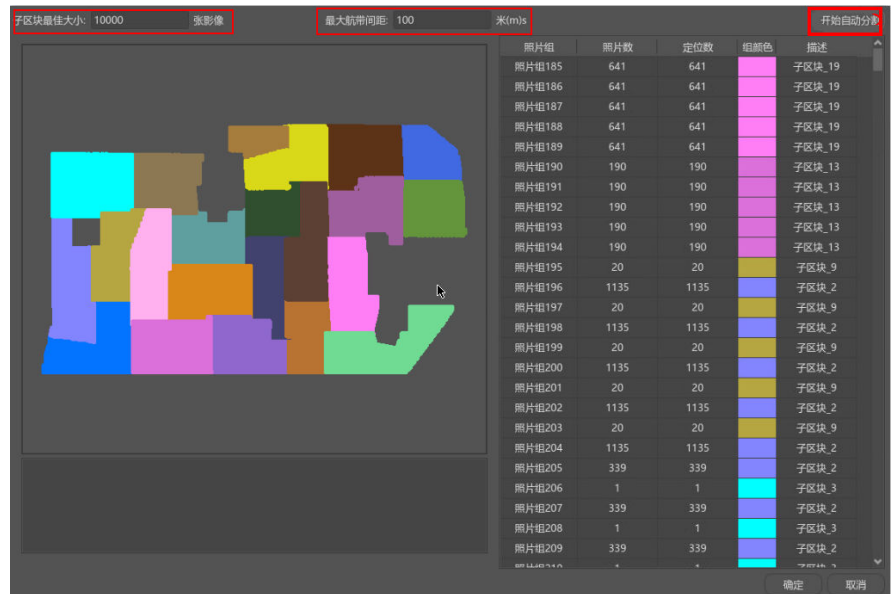 子区块最佳大小: 10000 张影像 最大航带间距: 100 米(m)s 开始自动分割
照片组 照片数 定位数 组颜色 描述
照片组185 641 641 子区块_19
照片组186 641 641 子区块_19
照片组187 641 641 子区块_19
照片组188 641 641 子区块_19
照片组189 641 641 子区块_19
照片组190 190 190 子区块_13
照片组191 190 190 子区块_13
照片组192 190 190 子区块_13
照片组193 190 190 子区块_13
照片组194 190 190 子区块_13
照片组195 20 20 子区块_9
照片组196 1135 1135 子区块_2
照片组197 20 20 子区块_9
照片组198 1135 1135 子区块_2
照片组199 20 20 子区块_9
照片组200 1135 1135 子区块_2
照片组201 20 20 子区块_9
照片组202 1135 1135 子区块_2
照片组203 20 20 子区块_9
照片组204 1135 1135 子区块_2
照片组205 339 339 子区块_2
照片组206 1 1 子区块_3
照片组207 339 339 子区块_2
照片组208 1 1 子区块_3
照片组209 339 339 子区块_2
确定 取消